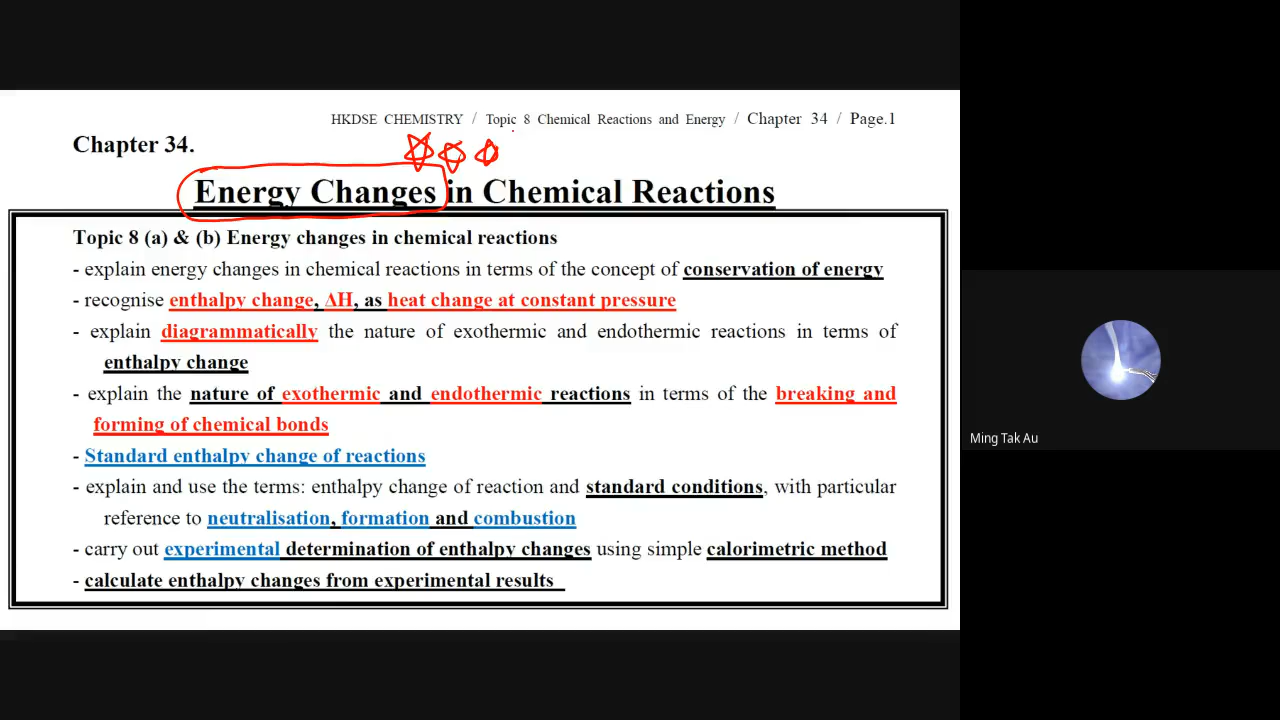 HKDSE CHEMISTRY / Topic 8 Chemical Reactions and Energy / Chapter 34 / Page.1
Chapter 34.
Energy Changes in Chemical Reactions
Topic 8 (a) & (b) Energy changes in chemical reactions
- explain energy changes in chemical reactions in terms of the concept of conservation of energy
- recognise enthalpy change, ΔH, as heat change at constant pressure
- explain diagrammatically the nature of exothermic and endothermic reactions in terms of
enthalpy change
- explain the nature of exothermic and endothermic reactions in terms of the breaking and
forming of chemical bonds
- Standard enthalpy change of reactions
- explain and use the terms: enthalpy change of reaction and standard conditions, with particular
reference to neutralisation, formation and combustion
- carry out experimental determination of enthalpy changes using simple calorimetric method
- calculate enthalpy changes from experimental results
Ming Tak Au